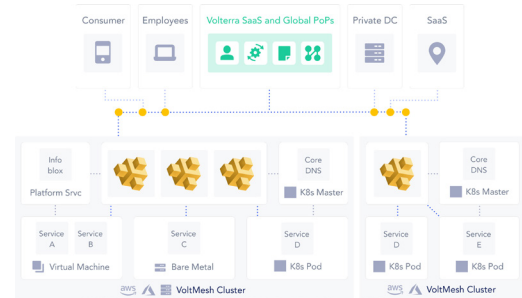 Consumer
Employees
Volterra SaaS and Global PoPs
Private DC
SaaS
Info
blox
Platform Srvc
Core
DNS
K8s Master
Core
DNS
K8s Master
Service
A
Service
B
Virtual Machine
Service
C
Bare Metal
Service
D
K8s Pod
Service
D
K8s Pod
Service
E
K8s Pod
aws
VoltMesh Cluster
aws
VoltMesh Cluster